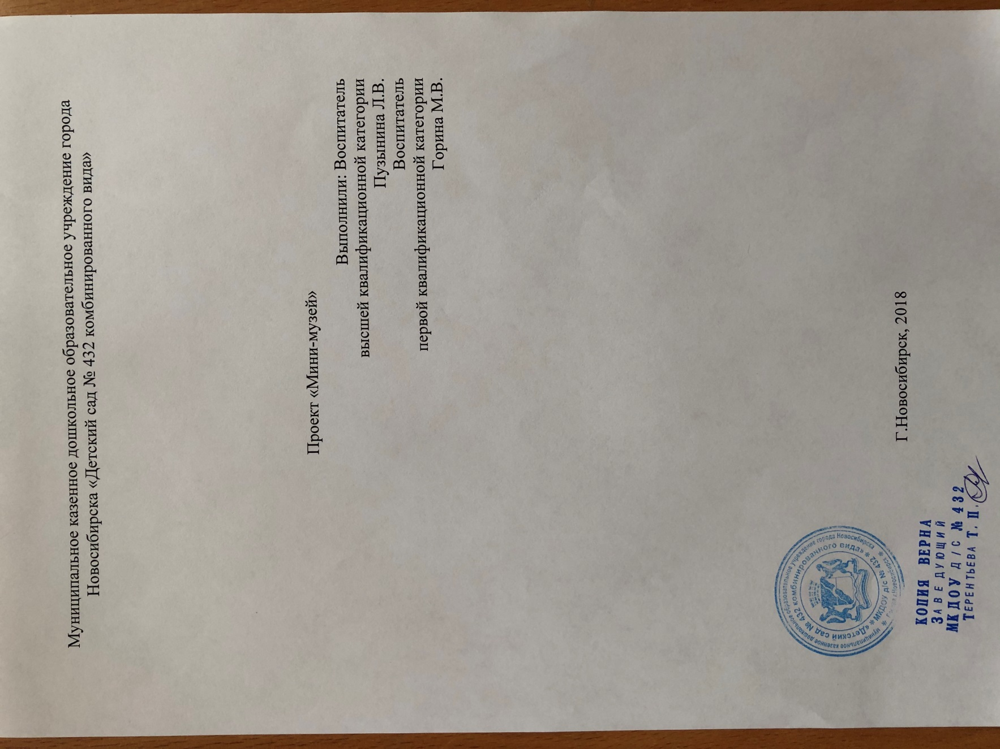 Муниципальное казенное дошкольное образовательное учреждение города
Новосибирска «Детский сад № 432 комбинированного вида»
Проект «Мини-музей»
Выполнили: Воспитатель
высшей квалификационной категории
Пузынина Л.В.
Воспитатель
первой квалификационной категории
Горина М.В.
Г.Новосибирск, 2018
муниципальное казенное дошкольное образовательное учреждение города Новосибирска
«Детский сад № 432 комбинированного вида»
* МКДОУ д/с № 432 *
г.Новосибирск *
КОПИЯ ВЕРНА
ЗАВЕДУЮЩИЙ
МКДОУ Д/С № 432
ТЕРЕНТЬЕВА Т. П.